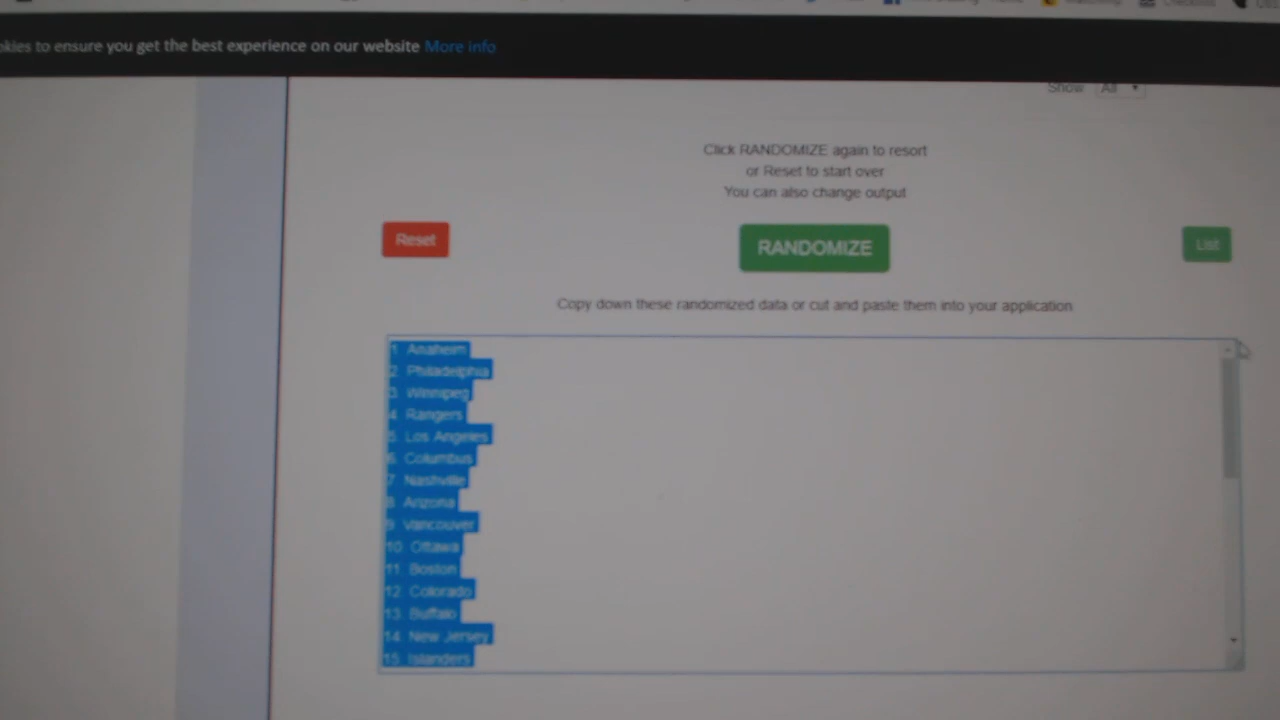 okies to ensure you get the best experience on our website More info
Show All
Click RANDOMIZE again to resort
or Reset to start over
You can also change output
Reset
RANDOMIZE
List
Copy down these randomized data or cut and paste them into your application
1. Anaheim
2. Philadelphia
3. Winnipeg
4. Rangers
5. Los Angeles
6. Columbus
7. Nashville
8. Arizona
9. Vancouver
10. Ottawa
11. Boston
12. Colorado
13. Buffalo
14. New Jersey
15. Islanders